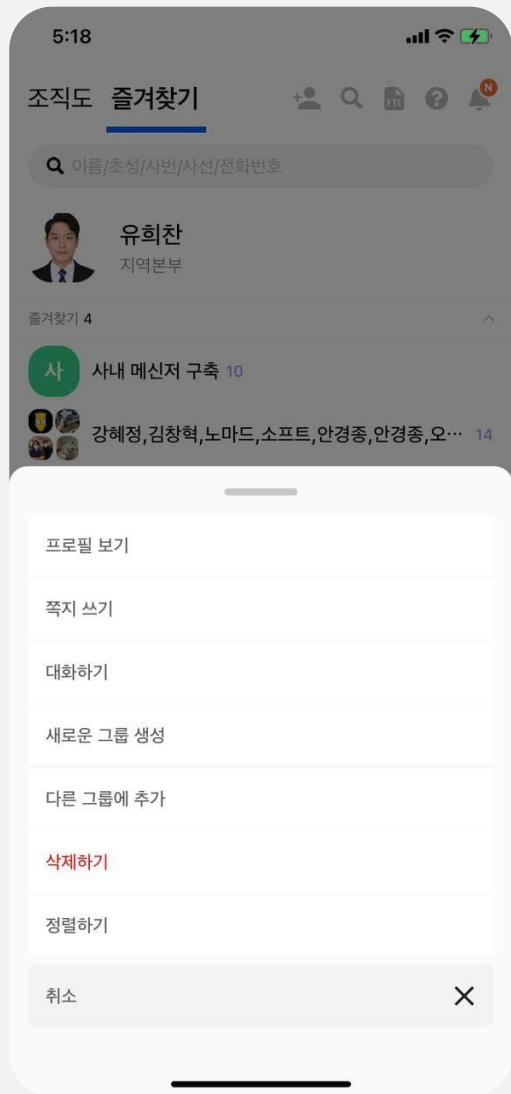 5:18
조직도 즐겨찾기
FTC
?
N
이름/초성/사번/사선/전화번호
유희찬
지역본부
즐겨찾기 4
사 사내 메신저 구축 10
강혜정,김창혁,노마드,소프트,안경종,안경종,오… 14
프로필 보기
쪽지 쓰기
대화하기
새로운 그룹 생성
다른 그룹에 추가
삭제하기
정렬하기
취소